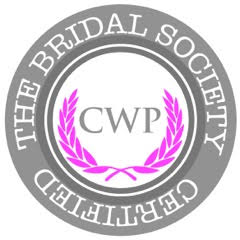 THE BRIDAL SOCIETY
CWP
CERTIFIED